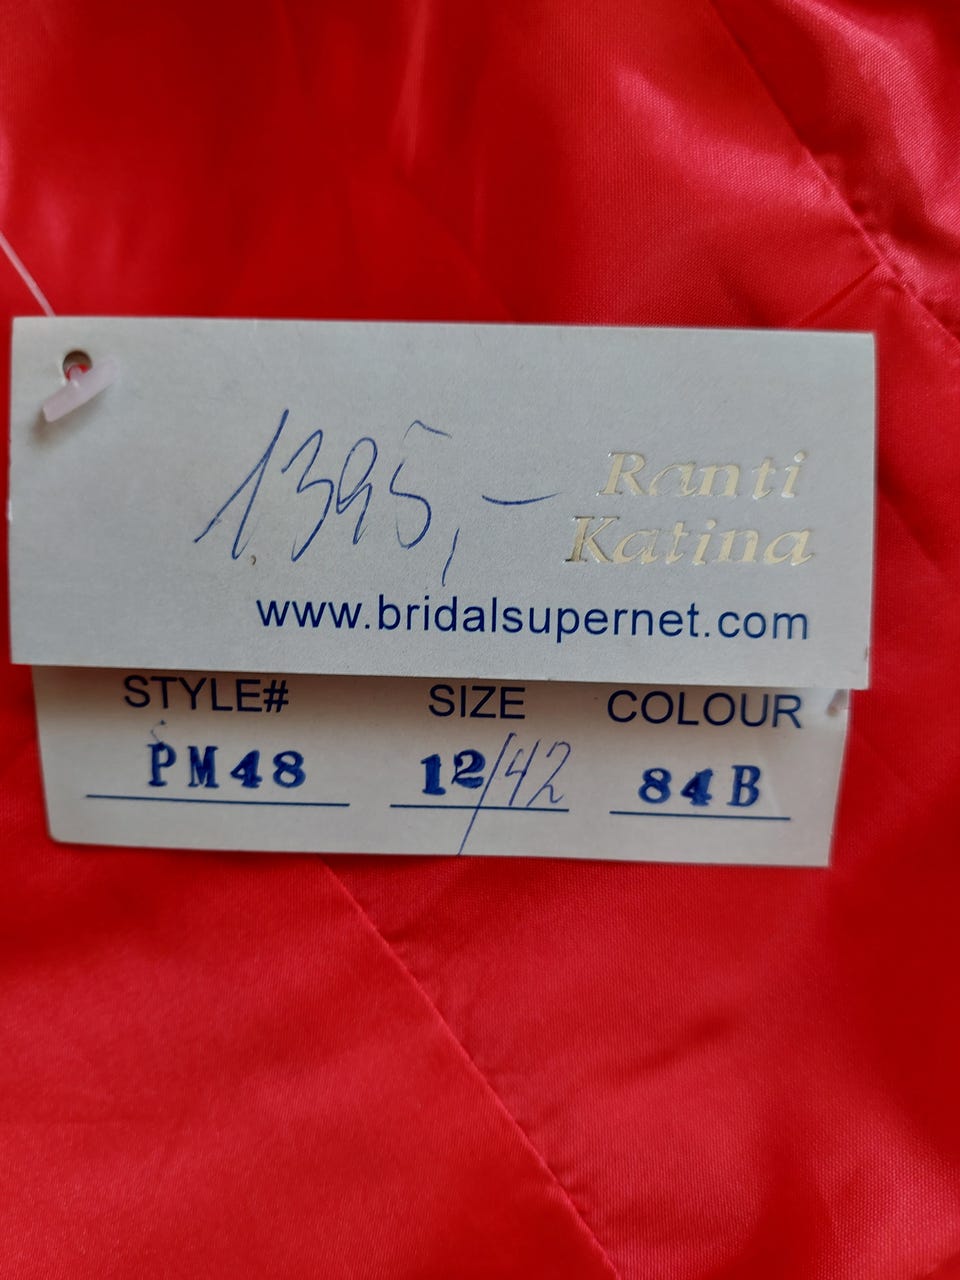 1.395,-
Ranti
Katina
www.bridalsupernet.com
STYLE# SIZE COLOUR
PM48 12/42 84B